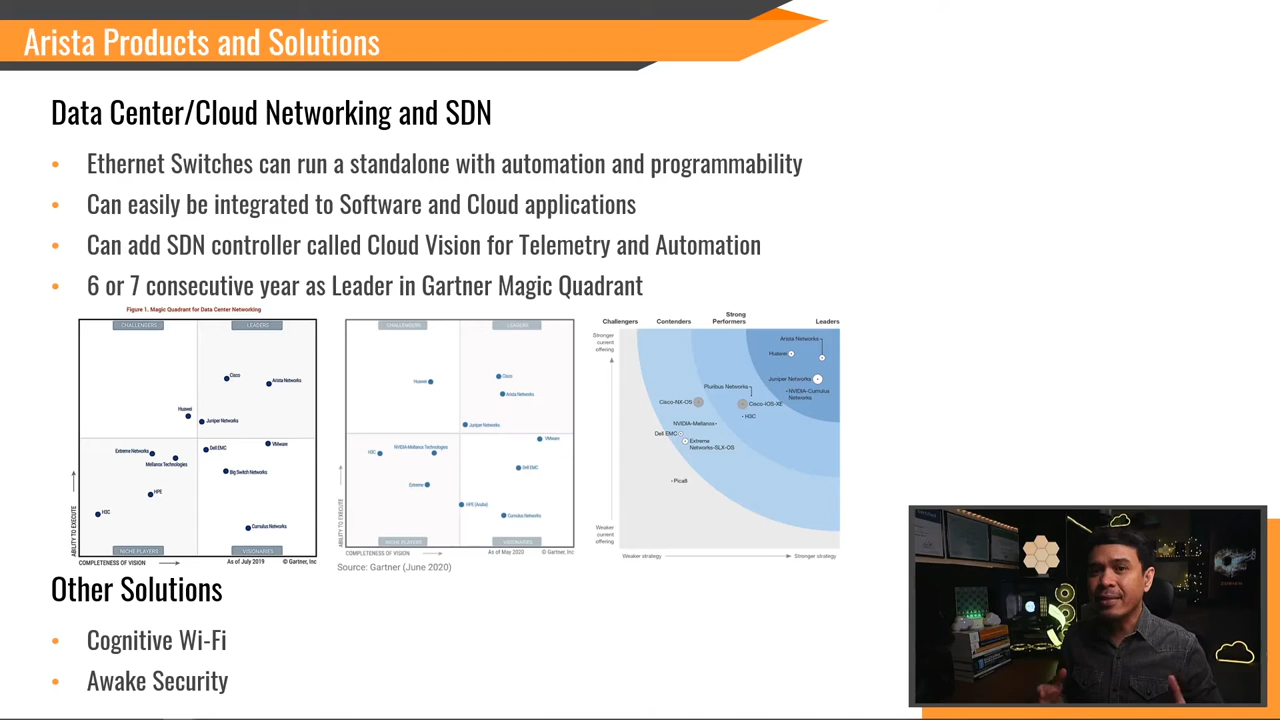 Arista Products and Solutions
Data Center/Cloud Networking and SDN
• Ethernet Switches can run a standalone with automation and programmability
• Can easily be integrated to Software and Cloud applications
• Can add SDN controller called Cloud Vision for Telemetry and Automation
• 6 or 7 consecutive year as Leader in Gartner Magic Quadrant
Figure 1. Magic Quadrant for Data Center Networking
CHALLENGERS
LEADERS
Cisco
Arista Networks
Huawei
Juniper Networks
Extreme Networks
Mellanox Technologies
Dell EMC
VMware
Big Switch Networks
HPE
H3C
Cumulus Networks
NICHE PLAYERS
VISIONARIES
ABILITY TO EXECUTE
COMPLETENESS OF VISION
As of July 2019
© Gartner, Inc
CHALLENGERS
LEADERS
Huawei
Cisco
Arista Networks
Juniper Networks
VMware
NVIDIA-Mellanox Technologies
H3C
Dell EMC
Extreme
HPE (Aruba)
Cumulus Networks
NICHE PLAYERS
VISIONARIES
ABILITY TO EXECUTE
COMPLETENESS OF VISION
As of May 2020
© Gartner, Inc
Source: Gartner (June 2020)
Challengers
Contenders
Strong
Performers
Leaders
Stronger
current
offering
Arista Networks
Huawei
Juniper Networks
NVIDIA-Cumulus
Networks
Pluribus Networks
Cisco-NX-OS
Cisco-IOS-XE
H3C
NVIDIA-Mellanox
Dell EMC
Extreme
Networks-SLX-OS
Pica8
Weaker
current
offering
Weaker strategy
Stronger strategy
Other Solutions
• Cognitive Wi-Fi
• Awake Security